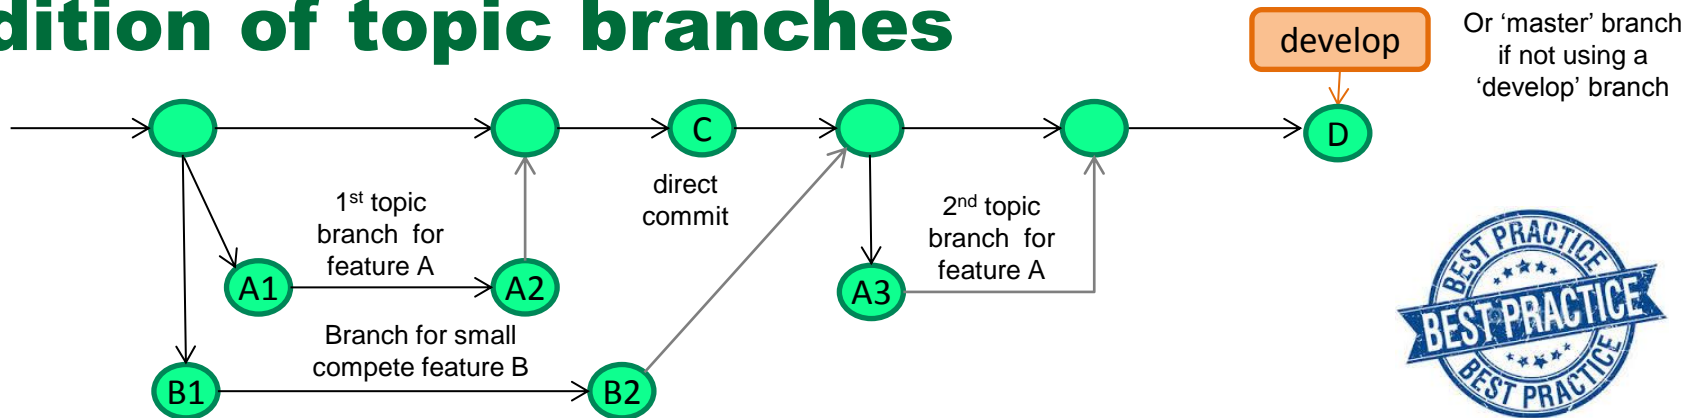 dition of topic branches
develop
Or ‘master’ branch
if not using a
‘develop’ branch
C
D
direct
commit
1st topic
branch for
feature A
2nd topic
branch for
feature A
A1
A2
A3
Branch for small
compete feature B
B1
B2
BEST PRACTICE
BEST PRACTICE
BEST PRACTICE